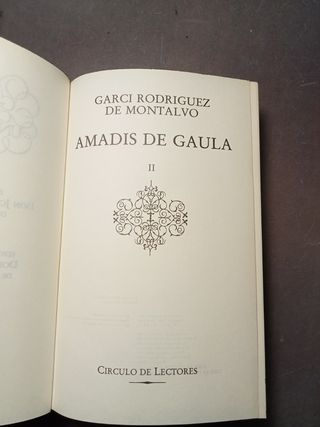 GARCI RODRIGUEZ
DE MONTALVO
AMADIS DE GAULA
II
CIRCULO DE LECTORES